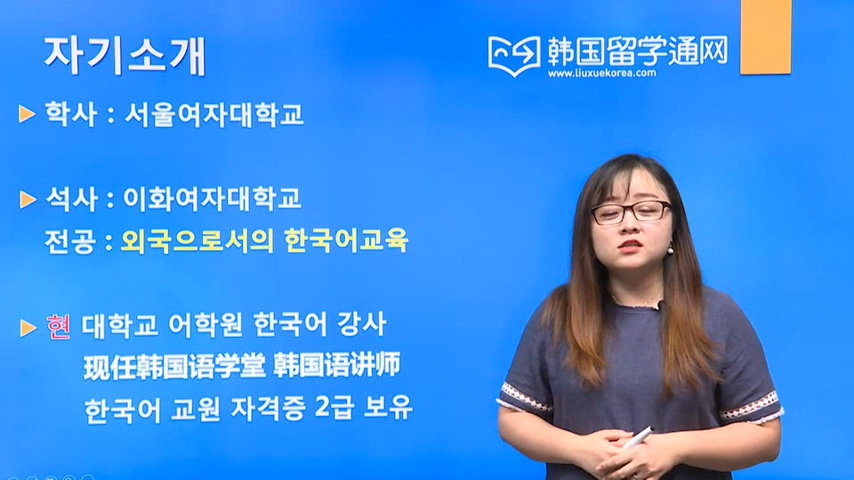 자기소개
韩国留学通网
www.liuxuekorea.com
학사 : 서울여자대학교
석사 : 이화여자대학교
전공 : 외국으로서의 한국어교육
현 대학교 어학원 한국어 강사
现任韩国语学堂 韩国语讲师
한국어 교원 자격증 2급 보유